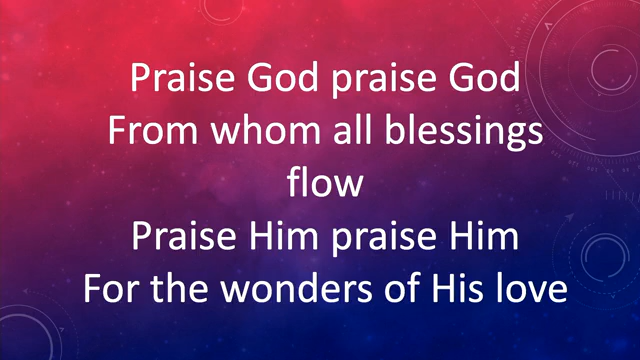 Praise God praise God
From whom all blessings
flow
Praise Him praise Him
For the wonders of His love